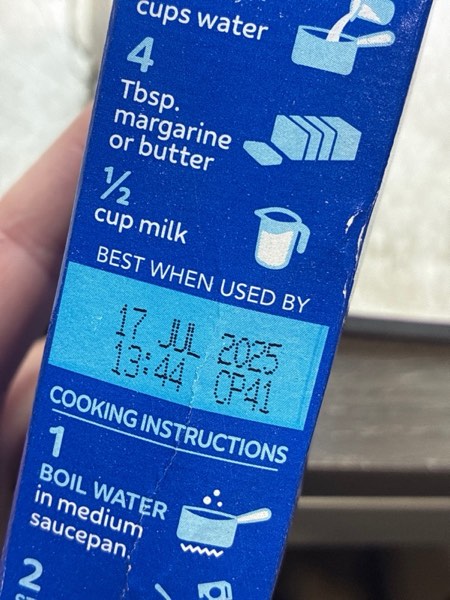 cups water
4
Tbsp.
margarine
or butter
½
cup milk
BEST WHEN USED BY
17 JUL 2025
13:44 CP41
COOKING INSTRUCTIONS
1
BOIL WATER
in medium
saucepan.
2